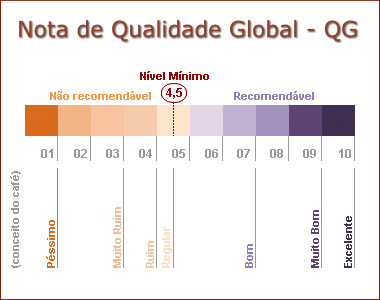 Nota de Qualidade Global - QG
Nível Mínimo
4,5
Não recomendável
Recomendável
01 02 03 04 05 06 07 08 09 10
(conceito do café)
Péssimo
Muito Ruim
Ruim
Regular
Bom
Muito Bom
Excelente